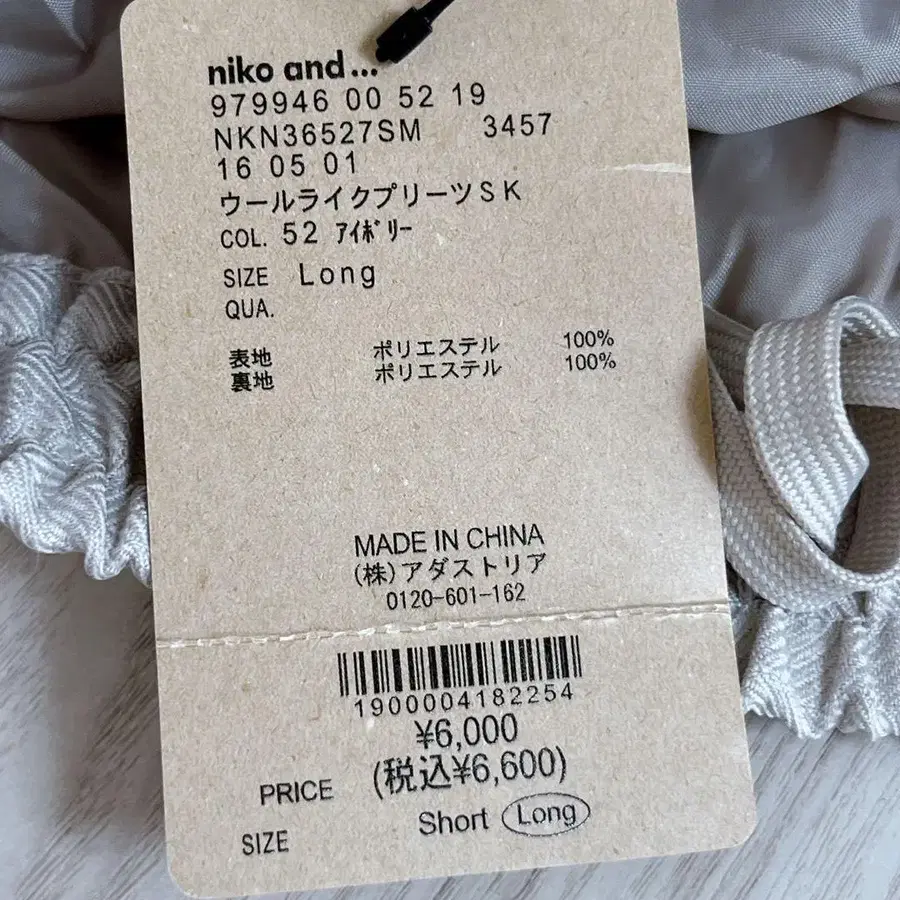 niko and...
979946 00 52 19
NKN36527SM 3457
16 05 01
ウールライクプリーツSK
COL. 52 ｱｲﾎﾞﾘｰ
SIZE Long
QUA.
表地 ポリエステル 100%
裏地 ポリエステル 100%
MADE IN CHINA
(株)アダストリア
0120-601-162
1900004182254
¥6,000
PRICE (税込¥6,600)
SIZE Short Long